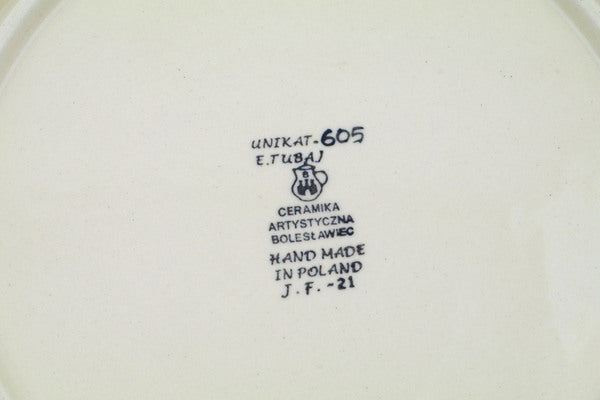 UNIKAT-605
E.TUBAJ
B
CERAMIKA
ARTYSTYCZNA
BOLESŁAWIEC
HAND MADE
IN POLAND
J.F.-21